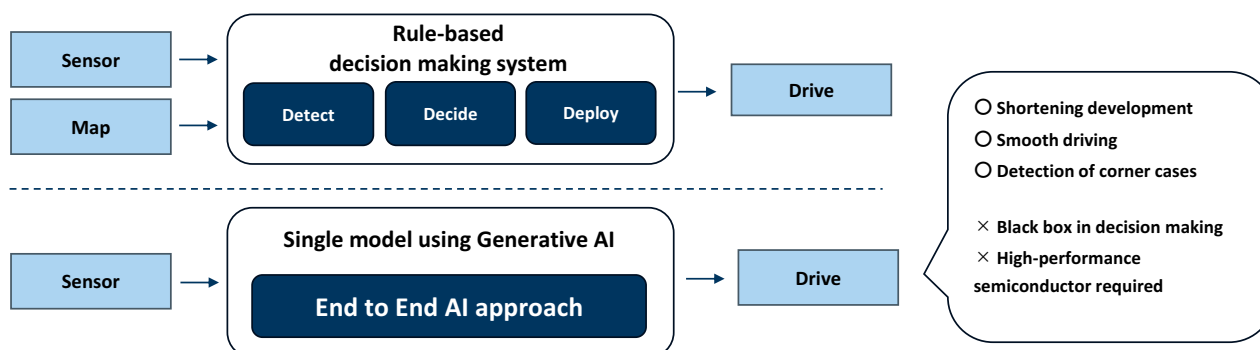 Sensor
Map
Rule-based
decision making system
Detect
Decide
Deploy
Drive
Sensor
Single model using Generative AI
End to End AI approach
Drive
○ Shortening development
○ Smooth driving
○ Detection of corner cases
× Black box in decision making
× High-performance
semiconductor required